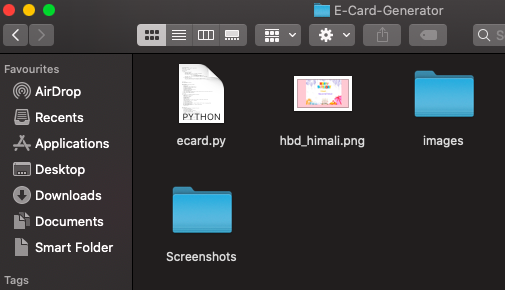 E-Card-Generator
Favourites
AirDrop
Recents
Applications
Desktop
Downloads
Documents
Smart Folder
Tags
PYTHON
ecard.py
hbd_himali.png
images
Screenshots